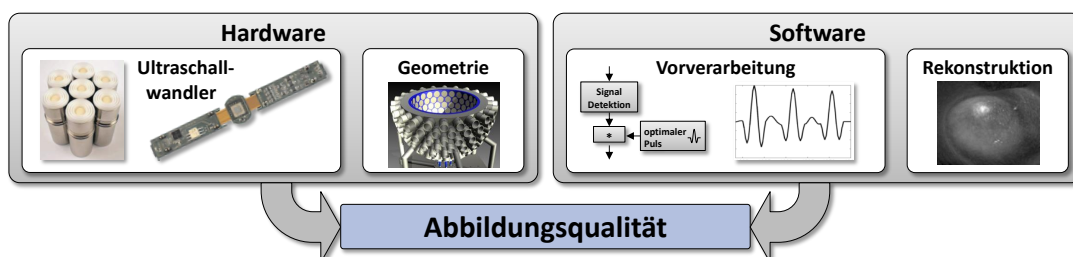 Hardware
Ultraschall-
wandler
Geometrie
Software
Vorverarbeitung
Signal
Detektion
*
optimaler
Puls
Rekonstruktion
Abbildungsqualität